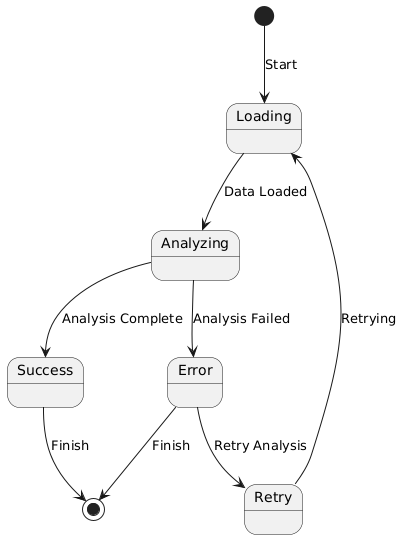 Start
Loading
Data Loaded
Analyzing
Analysis Complete
Analysis Failed
Success
Error
Finish
Finish
Retry Analysis
Retrying
Retry